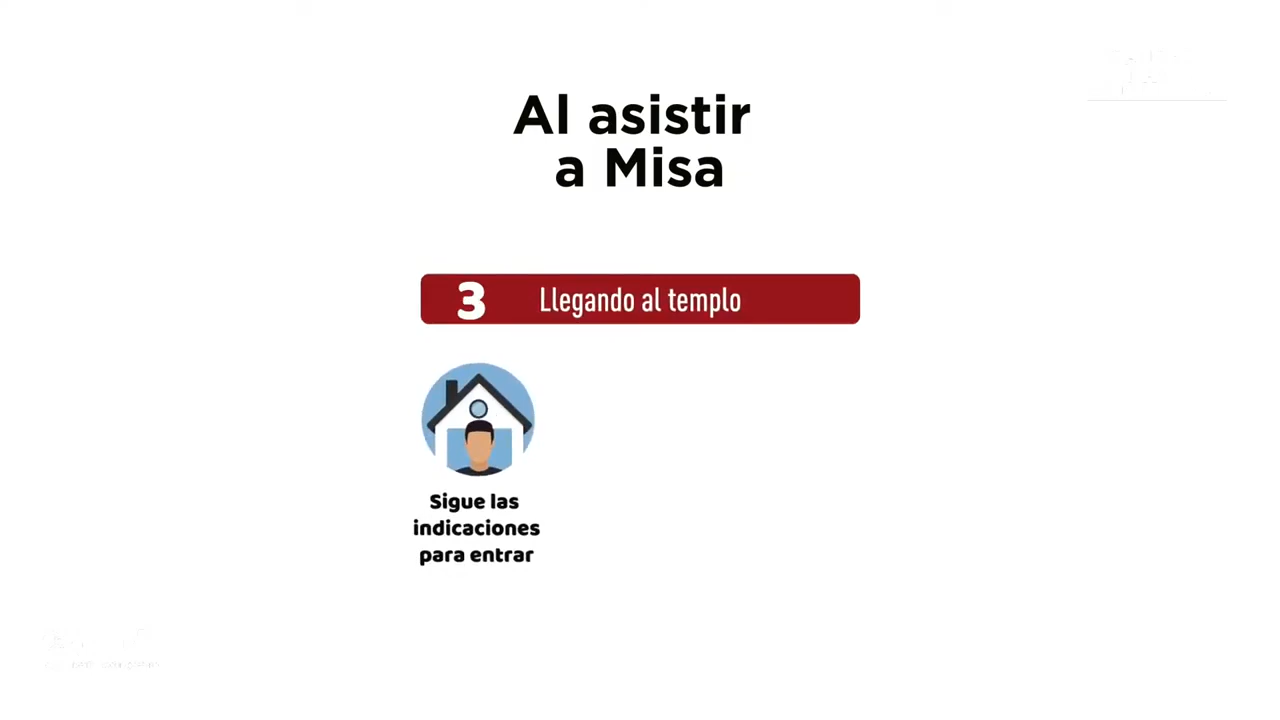 Al asistir
a Misa
3 Llegando al templo
Sigue las
indicaciones
para entrar